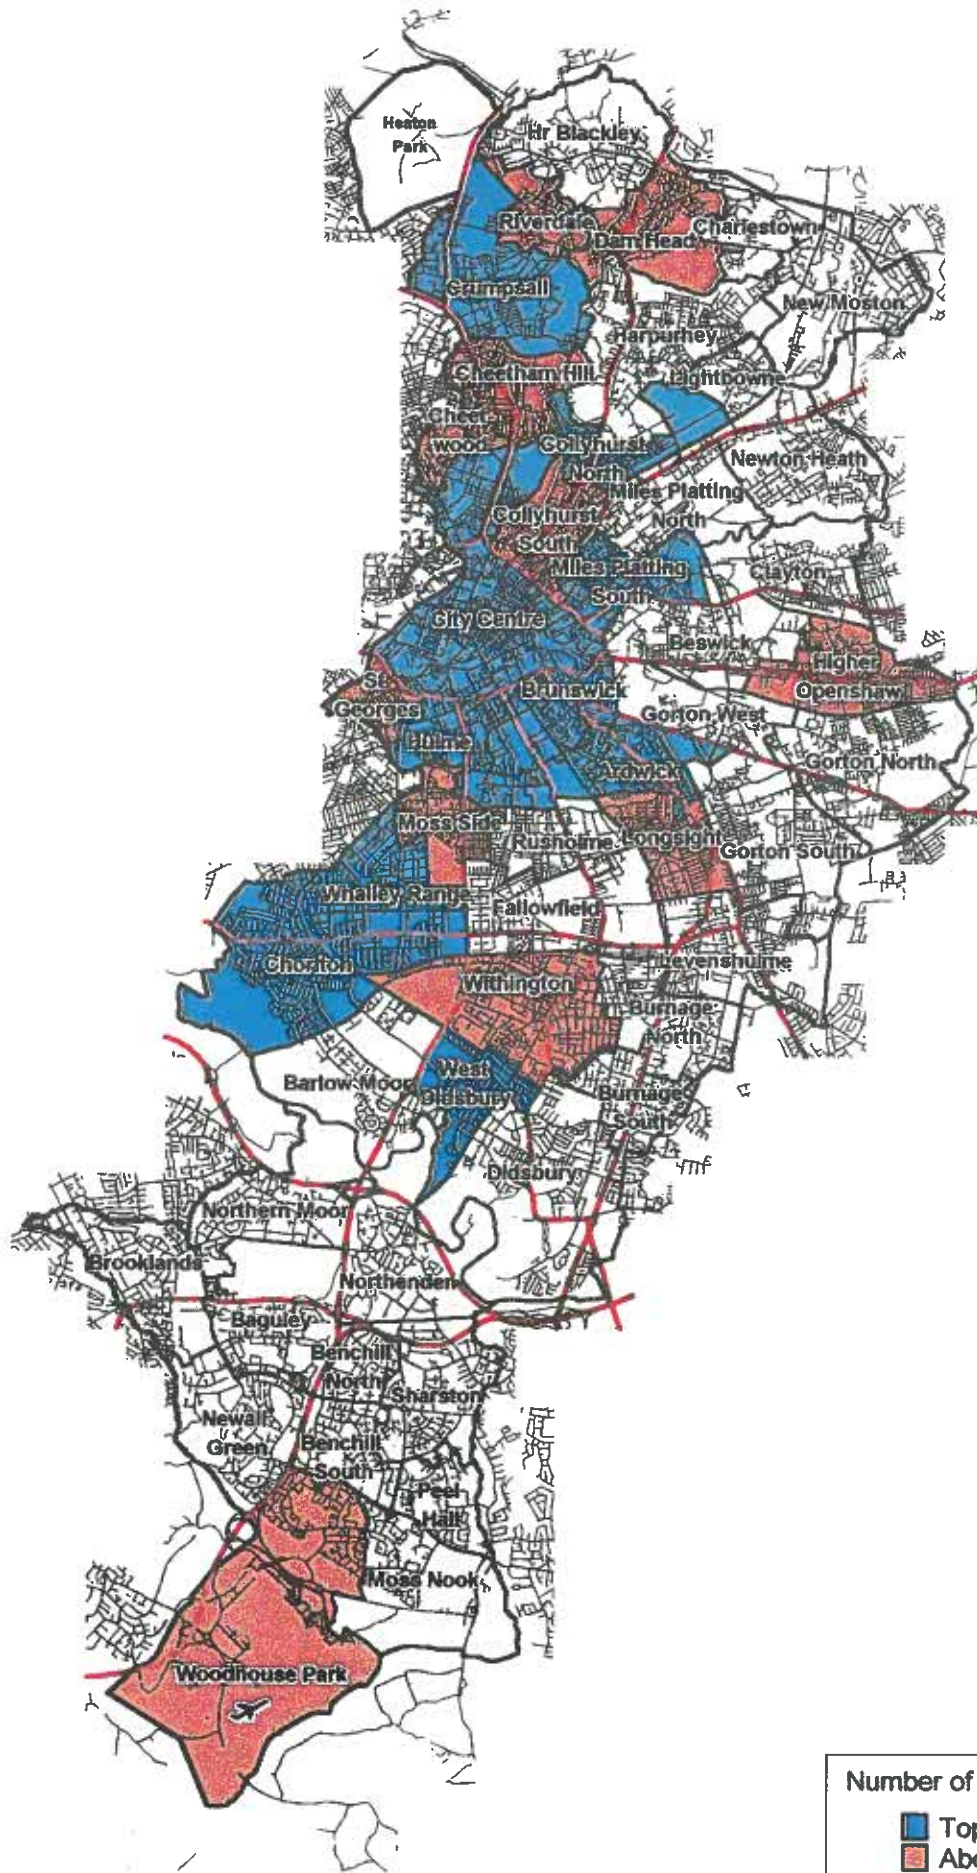 Heaton
Park
Hr Blackley
Riverdale
Dam Head
Charlestown
Crumpsall
New Moston
Harpurhey
Lightbowne
Cheetham Hill
Cheet-
wood
Collyhurst
North
Newton Heath
Miles Platting
North
Collyhurst
South
Miles Platting
South
Clayton
City Centre
Beswick
Higher
Openshaw
St
Georges
Brunswick
Gorton West
Hulme
Ardwick
Gorton North
Moss Side
Rusholme
Longsight
Gorton South
Whalley Range
Fallowfield
Chorlton
Levenshulme
Withington
Burnage
North
Barlow Moor
West
Didsbury
Burnage
South
Didsbury
Northern Moor
Brooklands
Northenden
Baguley
Benchill
North
Sharston
Newall
Green
Benchill
South
Peel
Hall
Moss Nook
Woodhouse Park
Number of
Top
Abo